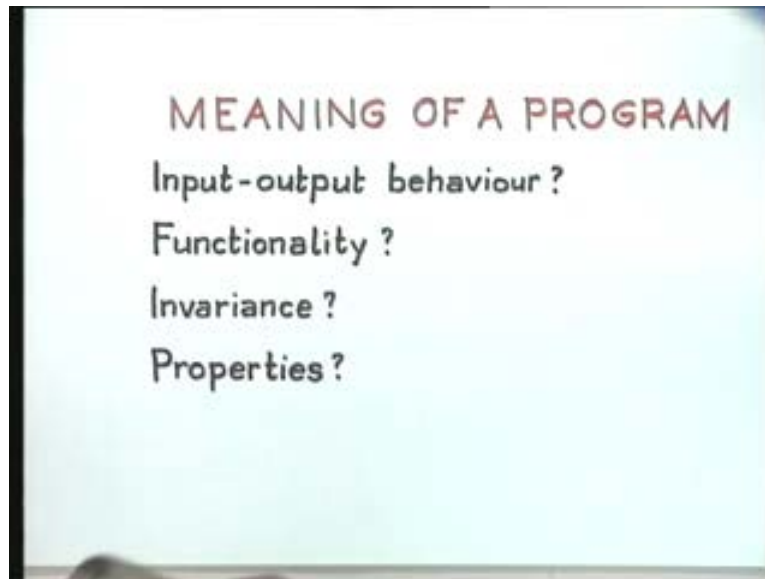 MEANING OF A PROGRAM
Input-output behaviour?
Functionality?
Invariance?
Properties?